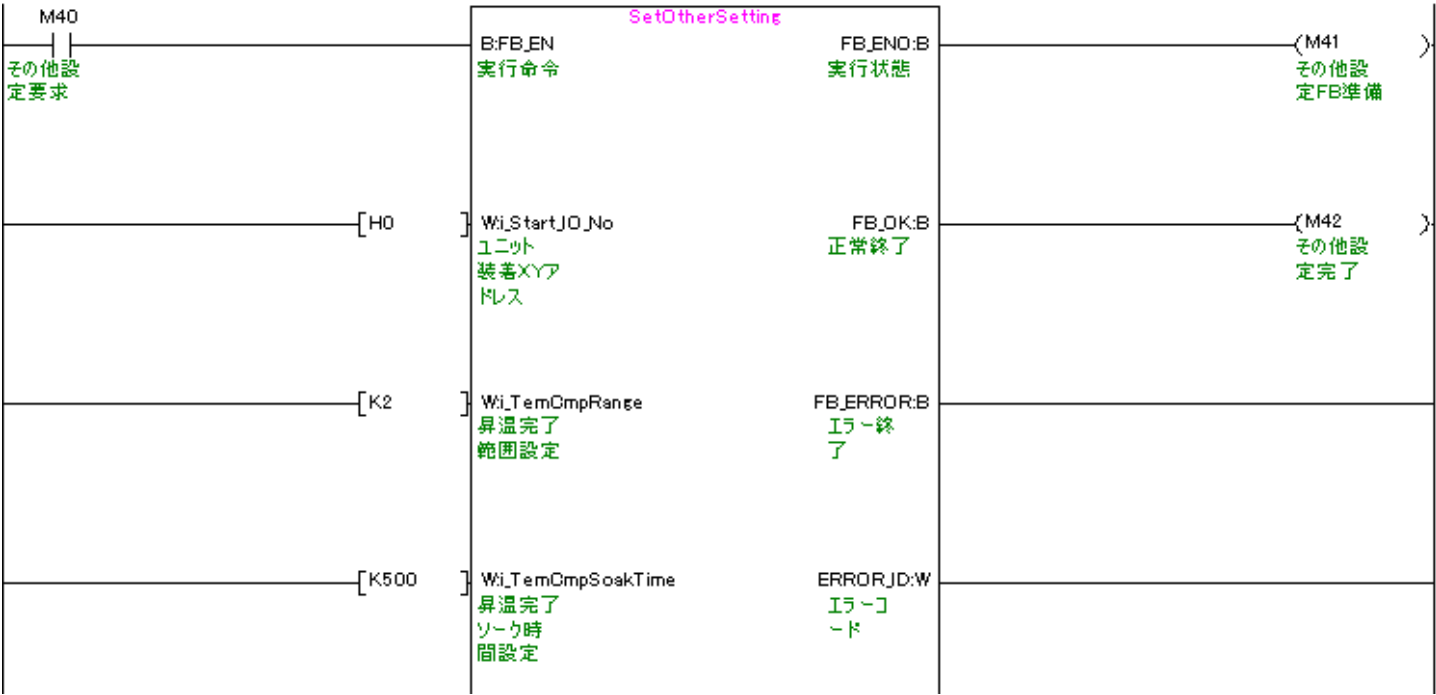 M40
SetOtherSetting
B:FB_EN
FB_ENO:B
M41
その他設
定要求
実行命令
実行状態
その他設
定FB準備
H0
W:i_Start_IO_No
FB_OK:B
M42
ユニット
装着XYア
ドレス
正常終了
その他設
定完了
K2
W:i_TemCmpRange
FB_ERROR:B
昇温完了
範囲設定
エラー終
了
K500
W:i_TemCmpSoakTime
ERROR_ID:W
昇温完了
ソーク時
間設定
エラーコ
ード